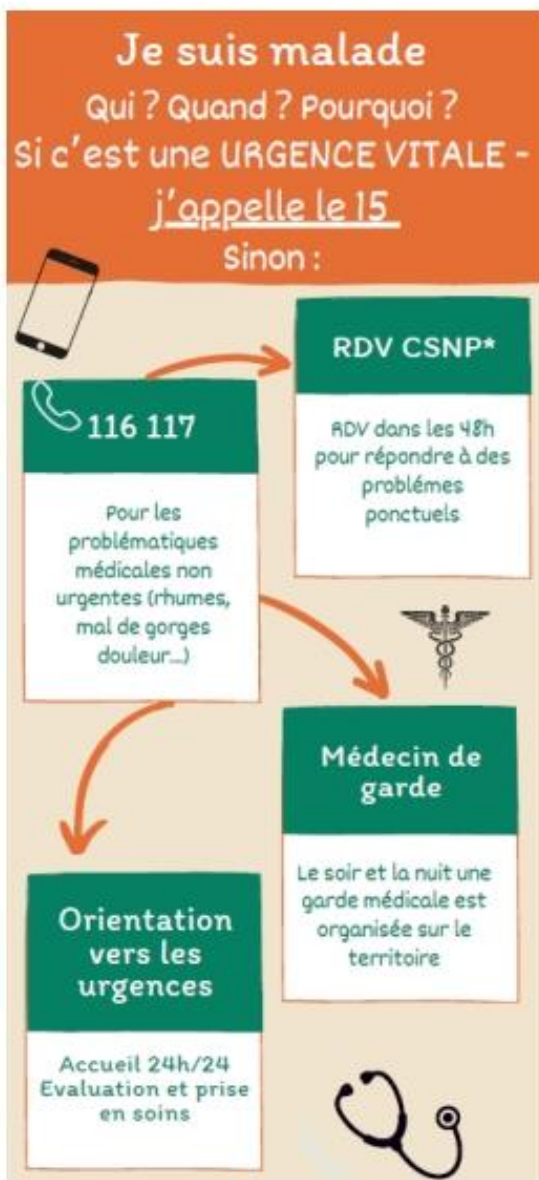 Je suis malade
Qui ? Quand ? Pourquoi ?
Si c'est une URGENCE VITALE -
j'appelle le 15
Sinon :
116 117
Pour les
problématiques
médicales non
urgentes (rhumes,
mal de gorges
douleur...)
RDV CSNP*
RDV dans les 48h
pour répondre à des
problémes
ponctuels
Médecin de
garde
Le soir et la nuit une
garde médicale est
organisée sur le
territoire
Orientation
vers les
urgences
Accueil 24h/24
Evaluation et prise
en soins